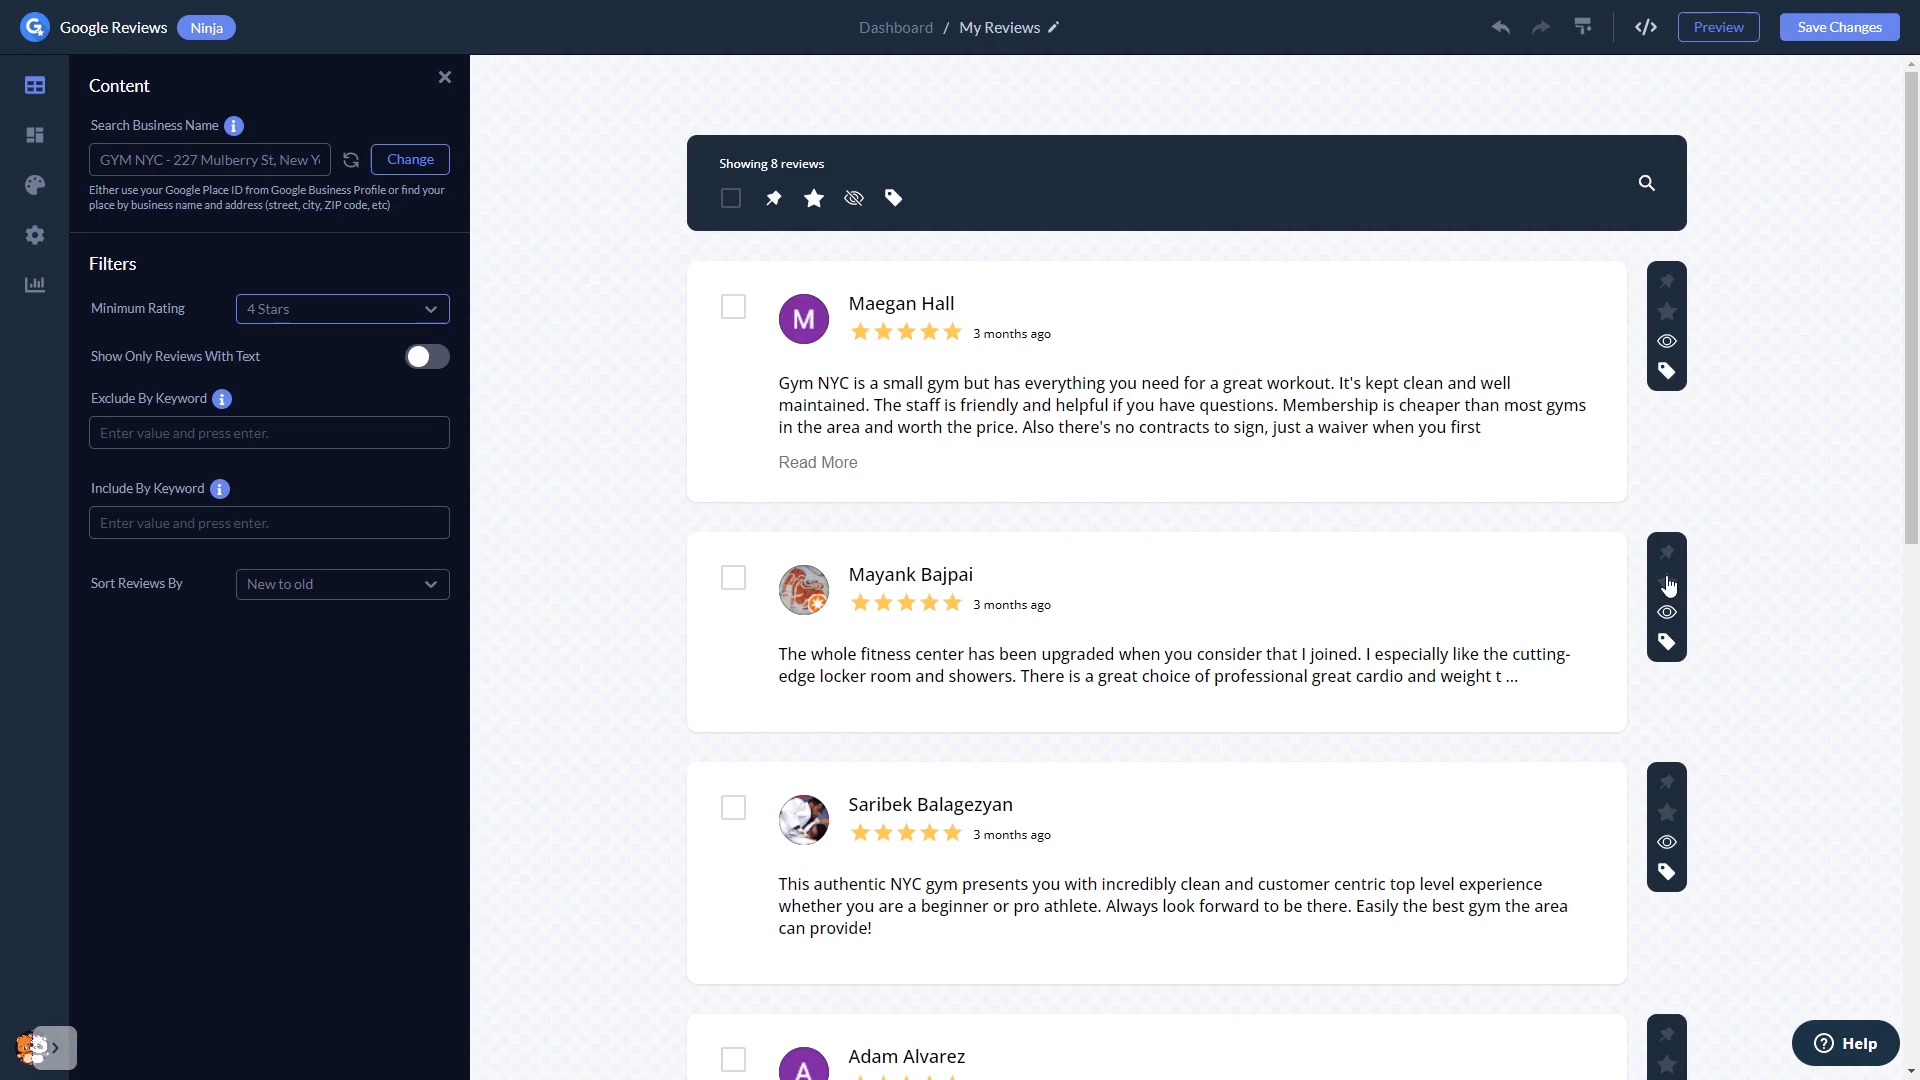 Google Reviews Ninja
Dashboard / My Reviews
Preview
Save Changes
Content
Search Business Name
GYM NYC - 227 Mulberry St, New Y
Change
Either use your Google Place ID from Google Business Profile or find your
place by business name and address (street, city, ZIP code, etc)
Filters
Minimum Rating
4 Stars
Show Only Reviews With Text
Exclude By Keyword
Enter value and press enter.
Include By Keyword
Enter value and press enter.
Sort Reviews By
New to old
Showing 8 reviews
M
Maegan Hall
3 months ago
Gym NYC is a small gym but has everything you need for a great workout. It's kept clean and well
maintained. The staff is friendly and helpful if you have questions. Membership is cheaper than most gyms
in the area and worth the price. Also there's no contracts to sign, just a waiver when you first
Read More
Mayank Bajpai
3 months ago
The whole fitness center has been upgraded when you consider that I joined. I especially like the cutting-
edge locker room and showers. There is a great choice of professional great cardio and weight t ...
Saribek Balagezyan
3 months ago
This authentic NYC gym presents you with incredibly clean and customer centric top level experience
whether you are a beginner or pro athlete. Always look forward to be there. Easily the best gym the area
can provide!
A
Adam Alvarez
Help